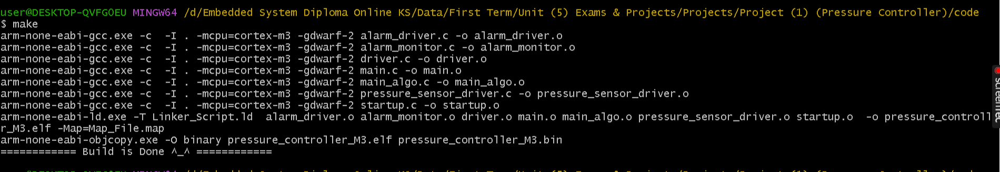 user@DESKTOP-QVFG0EU MINGW64 /d/Embedded System Diploma Online KS/Data/First Term/Unit (5) Exams & Projects/Projects/Project (1) (Pressure Controller)/code
$ make
arm-none-eabi-gcc.exe -c  -I . -mcpu=cortex-m3 -gdwarf-2 alarm_driver.c -o alarm_driver.o
arm-none-eabi-gcc.exe -c  -I . -mcpu=cortex-m3 -gdwarf-2 alarm_monitor.c -o alarm_monitor.o
arm-none-eabi-gcc.exe -c  -I . -mcpu=cortex-m3 -gdwarf-2 driver.c -o driver.o
arm-none-eabi-gcc.exe -c  -I . -mcpu=cortex-m3 -gdwarf-2 main.c -o main.o
arm-none-eabi-gcc.exe -c  -I . -mcpu=cortex-m3 -gdwarf-2 main_algo.c -o main_algo.o
arm-none-eabi-gcc.exe -c  -I . -mcpu=cortex-m3 -gdwarf-2 pressure_sensor_driver.c -o pressure_sensor_driver.o
arm-none-eabi-gcc.exe -c  -I . -mcpu=cortex-m3 -gdwarf-2 startup.c -o startup.o
arm-none-eabi-ld.exe -T Linker_Script.ld  alarm_driver.o alarm_monitor.o driver.o main.o main_algo.o pressure_sensor_driver.o startup.o  -o pressure_controll
r_M3.elf -Map=Map_File.map
arm-none-eabi-objcopy.exe -O binary pressure_controller_M3.elf pressure_controller_M3.bin
============ Build is Done ^_^ ============
screenrec